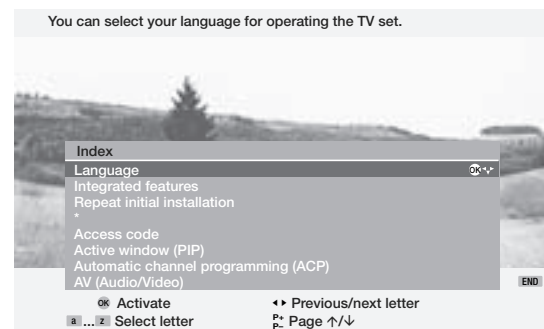 You can select your language for operating the TV set.
Index
Language OK
Integrated features
Repeat initial installation
*
Access code
Active window (PIP)
Automatic channel programming (ACP)
AV (Audio/Video)
END
OK Activate Previous/next letter
a ... z Select letter P+ P– Page ↑/↓